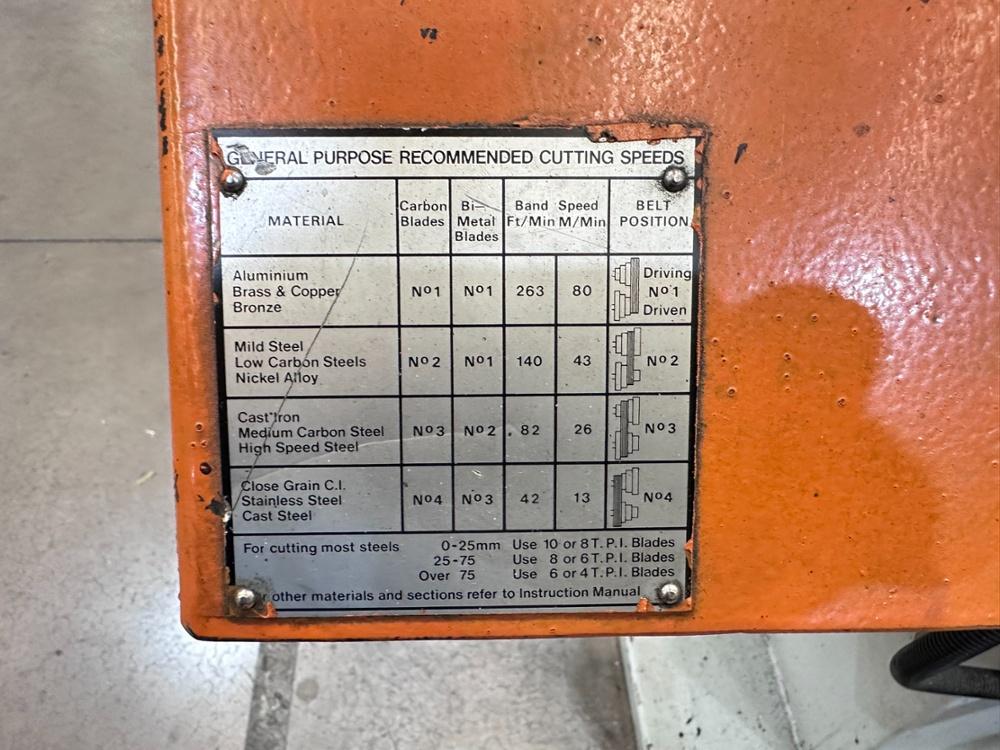 GENERAL PURPOSE RECOMMENDED CUTTING SPEEDS
MATERIAL
Carbon
Blades
Bi-
Metal
Blades
Band Speed
Ft/Min M/Min
BELT
POSITION
Aluminium
Brass & Copper
Bronze
Nº1
Nº1
263
80
Driving
Nº1
Driven
Mild Steel
Low Carbon Steels
Nickel Alloy
Nº2
Nº1
140
43
Nº2
Cast Iron
Medium Carbon Steel
High Speed Steel
Nº3
Nº2
82
26
Nº3
Close Grain C.I.
Stainless Steel
Cast Steel
Nº4
Nº3
42
13
Nº4
For cutting most steels 0-25mm Use 10 or 8 T.P.I. Blades
25-75 Use 8 or 6 T.P.I. Blades
Over 75 Use 6 or 4 T.P.I. Blades
other materials and sections refer to Instruction Manual